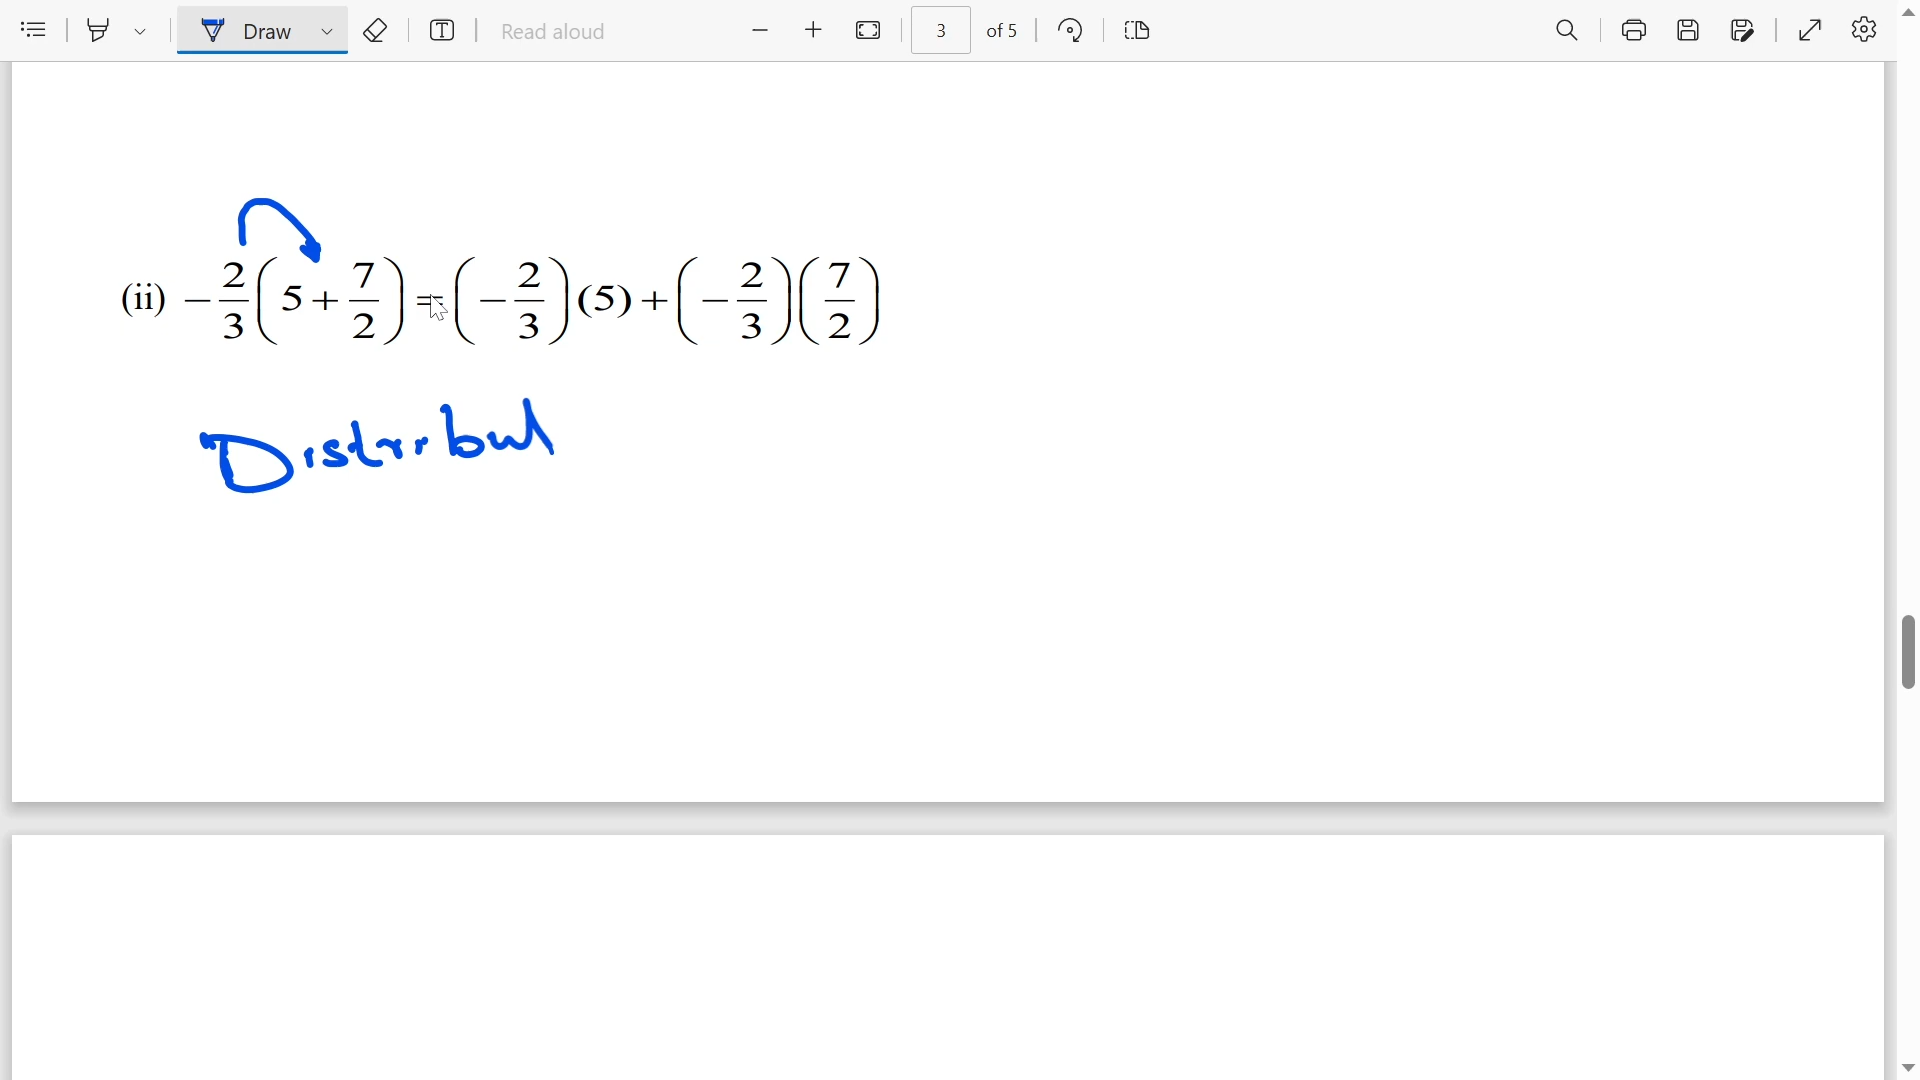 Draw
Read aloud
3 of 5
(ii) −2/3(5 + 7/2) = (−2/3)(5) + (−2/3)(7/2)
Distribut